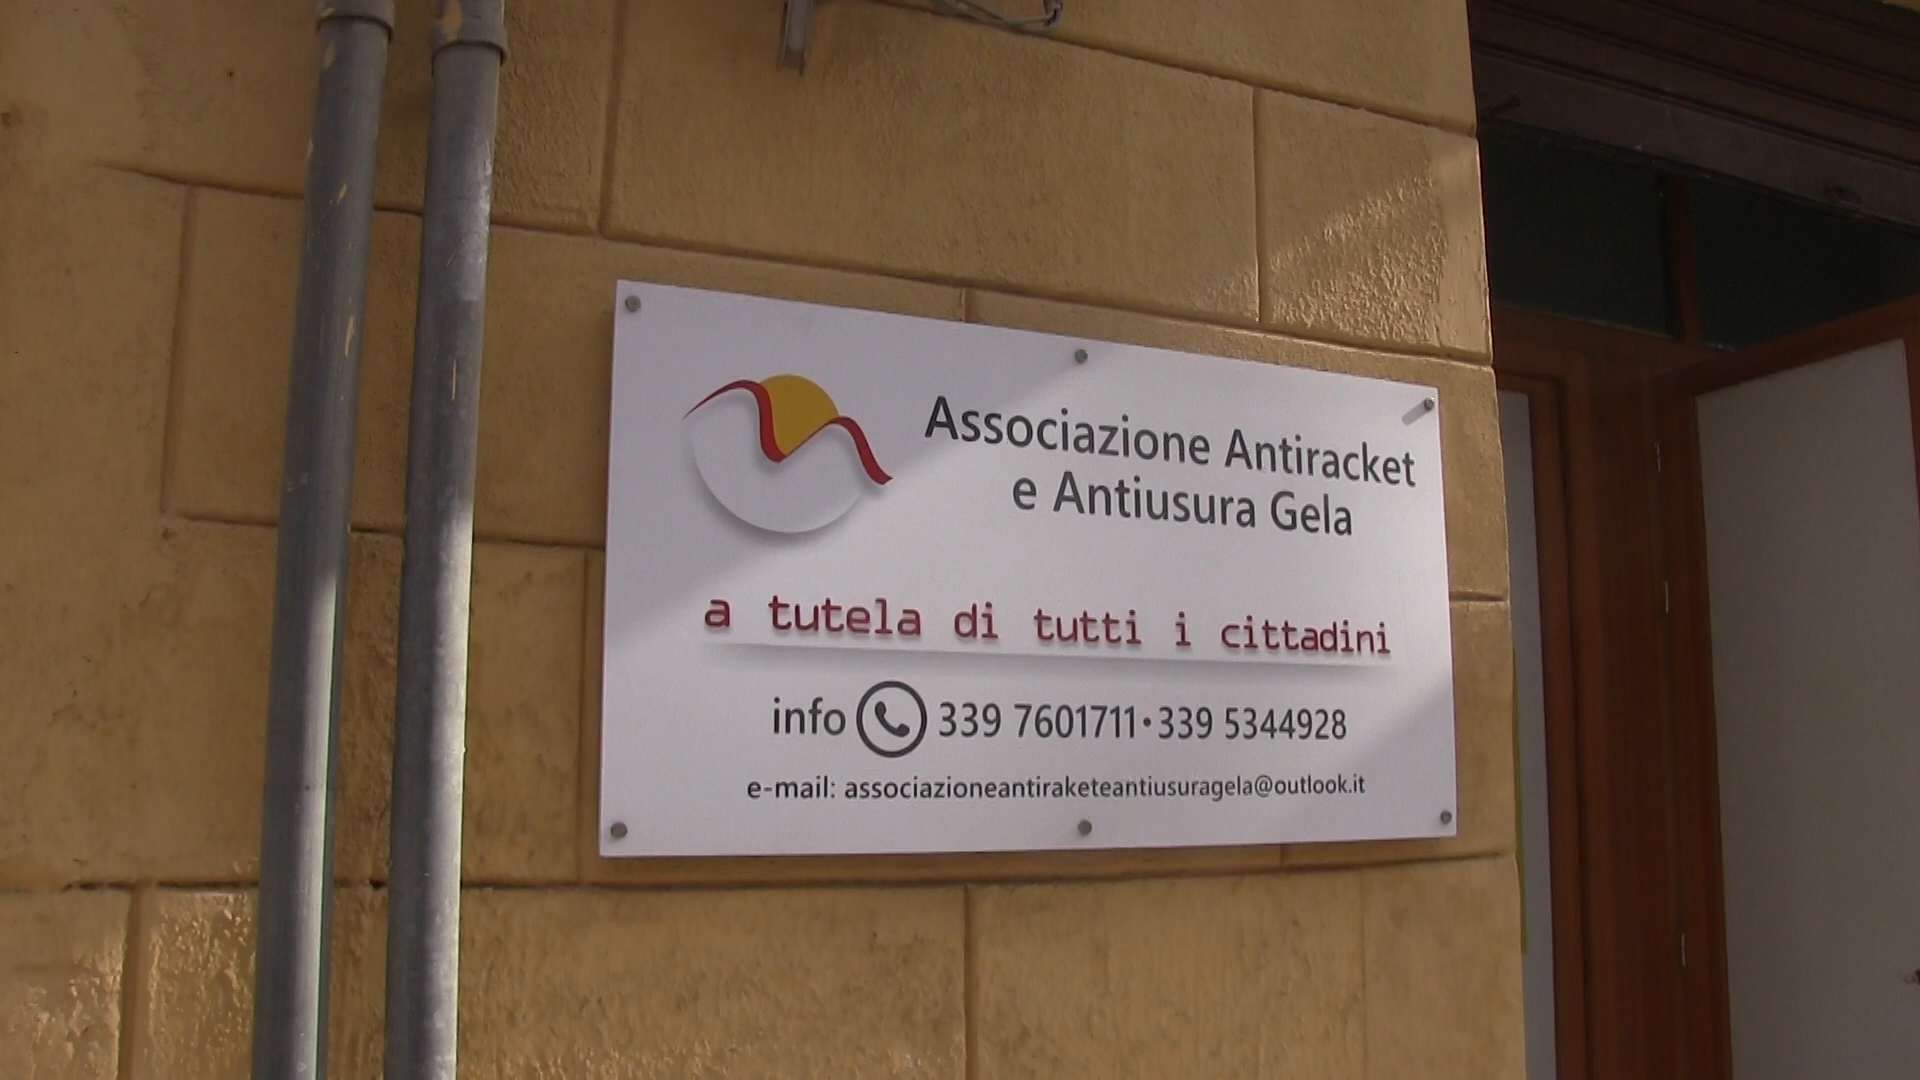 Associazione Antiracket
e Antiusura Gela
a tutela di tutti i cittadini
info 339 7601711 • 339 5344928
e-mail: associazioneantiraketeantiusuragela@outlook.it